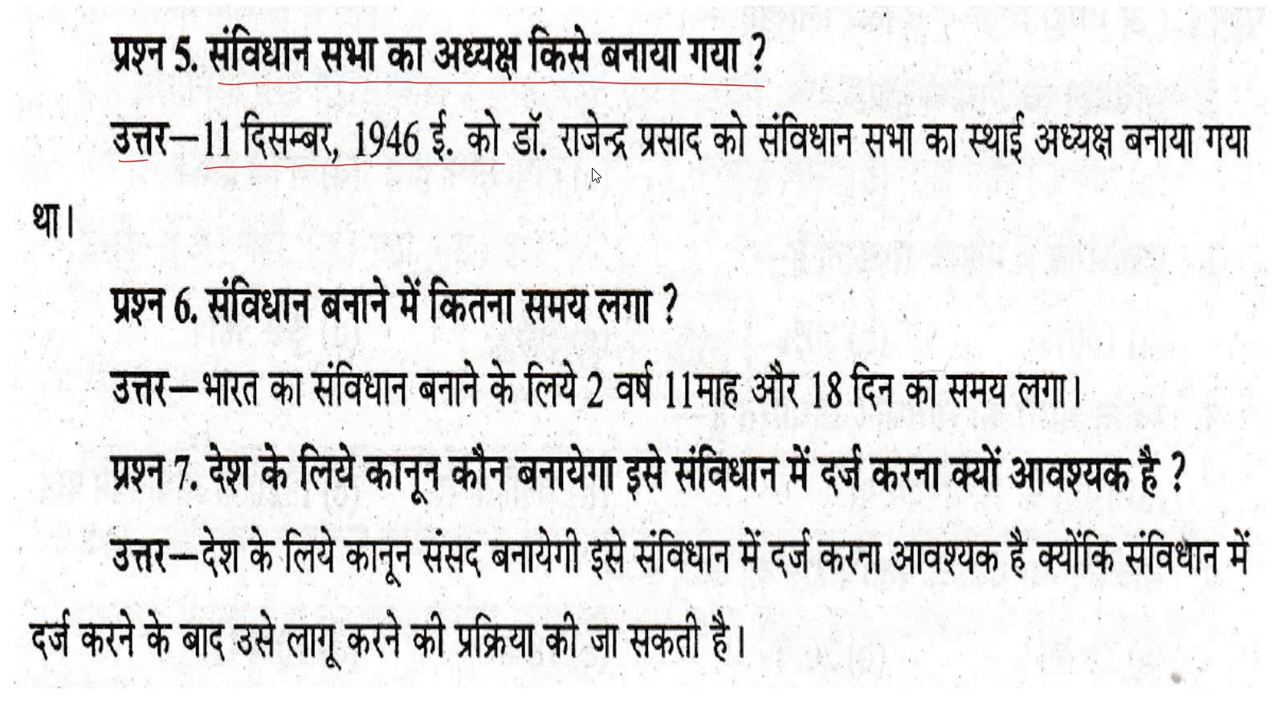 प्रश्न 5. संविधान सभा का अध्यक्ष किसे बनाया गया ?
उत्तर—11 दिसम्बर, 1946 ई. को डॉ. राजेन्द्र प्रसाद को संविधान सभा का स्थाई अध्यक्ष बनाया गया
था।
प्रश्न 6. संविधान बनाने में कितना समय लगा ?
उत्तर—भारत का संविधान बनाने के लिये 2 वर्ष 11माह और 18 दिन का समय लगा।
प्रश्न 7. देश के लिये कानून कौन बनायेगा इसे संविधान में दर्ज करना क्यों आवश्यक है ?
उत्तर—देश के लिये कानून संसद बनायेगी इसे संविधान में दर्ज करना आवश्यक है क्योंकि संविधान में
दर्ज करने के बाद उसे लागू करने की प्रक्रिया की जा सकती है।